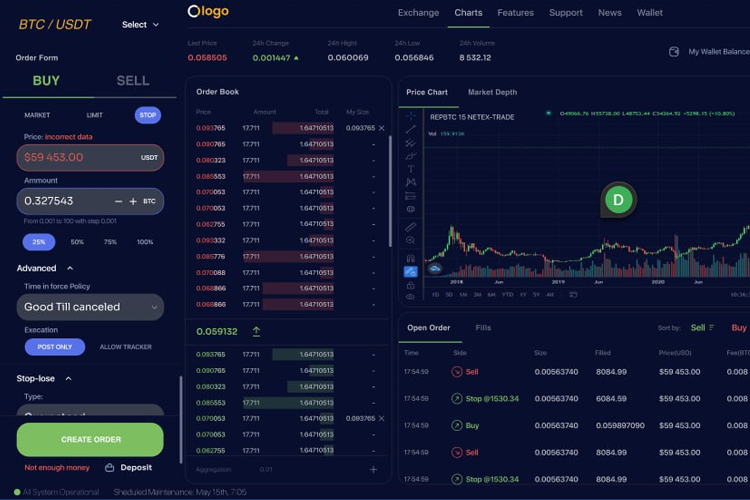 BTC / USDT
Select
Ologo
Exchange
Charts
Features
Support
News
Wallet
Order Form
BUY
SELL
MARKET
LIMIT
STOP
Price: incorrect data
$59 453.00
USDT
Ammount
0.327543
BTC
From 0,001 to 100 with step 0,001
25%
50%
75%
100%
Advanced
Time in force Policy
Good Till canceled
Execution
POST ONLY
ALLOW TRACKER
Stop-lose
Type:
CREATE ORDER
Not enough money
Deposit
All System Operational
Sheduled Maintenance: May 15th, 7:05
Last Price
24h Change
24h Hight
24h Low
24h Volume
0.058505
0.001447
0.060069
0.056846
8 532.12
My Wallet Balance
Order Book
Price Amount Total My Size
0.093765 17.711 1.64710513 0.093765
0.090765 17.711 1.64710513 -
0.080323 17.711 1.64710513 -
0.085553 17.711 1.64710513 -
0.070053 17.711 1.64710513 -
0.070053 17.711 1.64710513 -
0.062755 17.711 1.64710513 -
0.093332 17.711 1.64710513 -
0.085776 17.711 1.64710513 -
0.070088 17.711 1.64710513 -
0.068866 17.711 1.64710513 -
0.068866 17.711 1.64710513 -
0.059132
0.093765 17.711 1.64710513 -
0.090765 17.711 1.64710513 -
0.080323 17.711 1.64710513 -
0.085553 17.711 1.64710513 -
0.070053 17.711 1.64710513 0.093765
0.070053 17.711 1.64710513 -
0.062755 17.711 1.64710513 -
Aggregation 0.01
Price Chart
Market Depth
REPBTC 15 NETEX-TRADE
Vol
D
2018 Jun 2019 Jun 2020 Jun
1D 5D 1M 3M 6M YTD 1Y 5Y All
Open Order
Fills
Sort by:
Sell
Buy
Time Side Size Filled Price(USD) Fee(BTC
17:54:59 Sell 0.00563740 8084.99 $59 453.00 0.008
17:54:59 Stop @1530.34 0.00563740 6084.59 $59 453.00 0.008
17:54:59 Buy 0.00563740 0.059897090 $59 453.00 0.008
17:54:59 Sell 0.00563740 8084.99 $59 453.00 0.008
17:54:59 Stop @1530.34 0.00563740 8084.99 $59 453.00 0.008